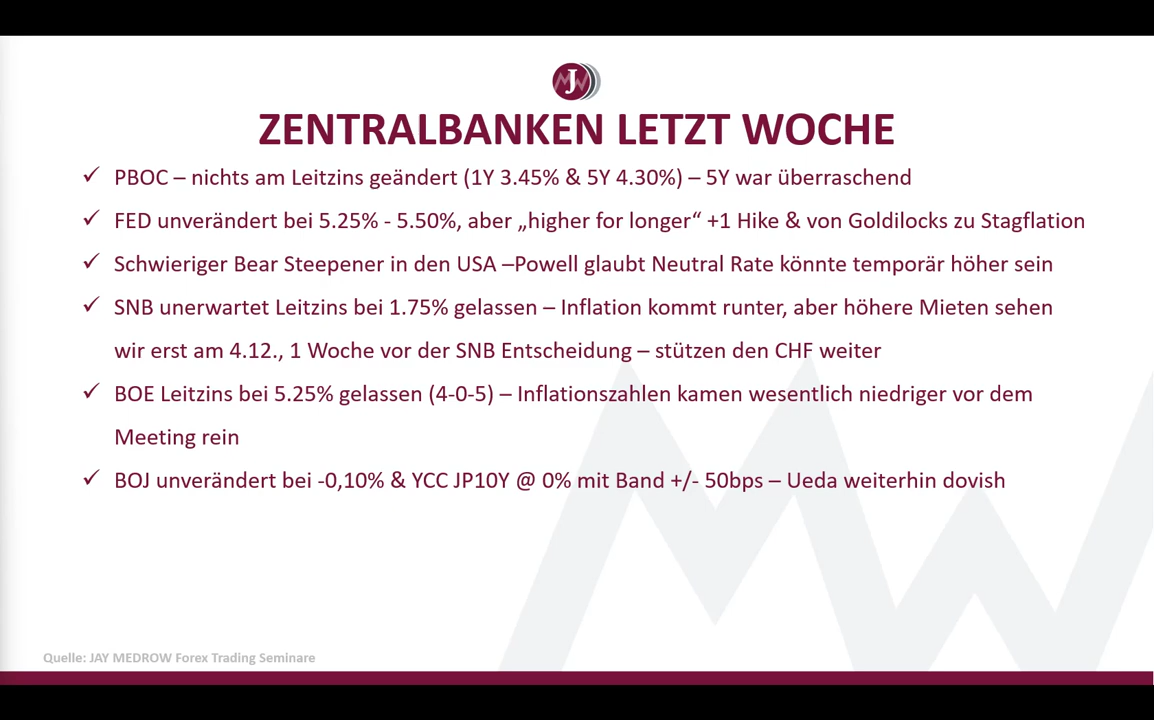 J
ZENTRALBANKEN LETZT WOCHE
✓ PBOC – nichts am Leitzins geändert (1Y 3.45% & 5Y 4.30%) – 5Y war überraschend
✓ FED unverändert bei 5.25% - 5.50%, aber „higher for longer“ +1 Hike & von Goldilocks zu Stagflation
✓ Schwieriger Bear Steepener in den USA –Powell glaubt Neutral Rate könnte temporär höher sein
✓ SNB unerwartet Leitzins bei 1.75% gelassen – Inflation kommt runter, aber höhere Mieten sehen
wir erst am 4.12., 1 Woche vor der SNB Entscheidung – stützen den CHF weiter
✓ BOE Leitzins bei 5.25% gelassen (4-0-5) – Inflationszahlen kamen wesentlich niedriger vor dem
Meeting rein
✓ BOJ unverändert bei -0,10% & YCC JP10Y @ 0% mit Band +/- 50bps – Ueda weiterhin dovish
Quelle: JAY MEDROW Forex Trading Seminare